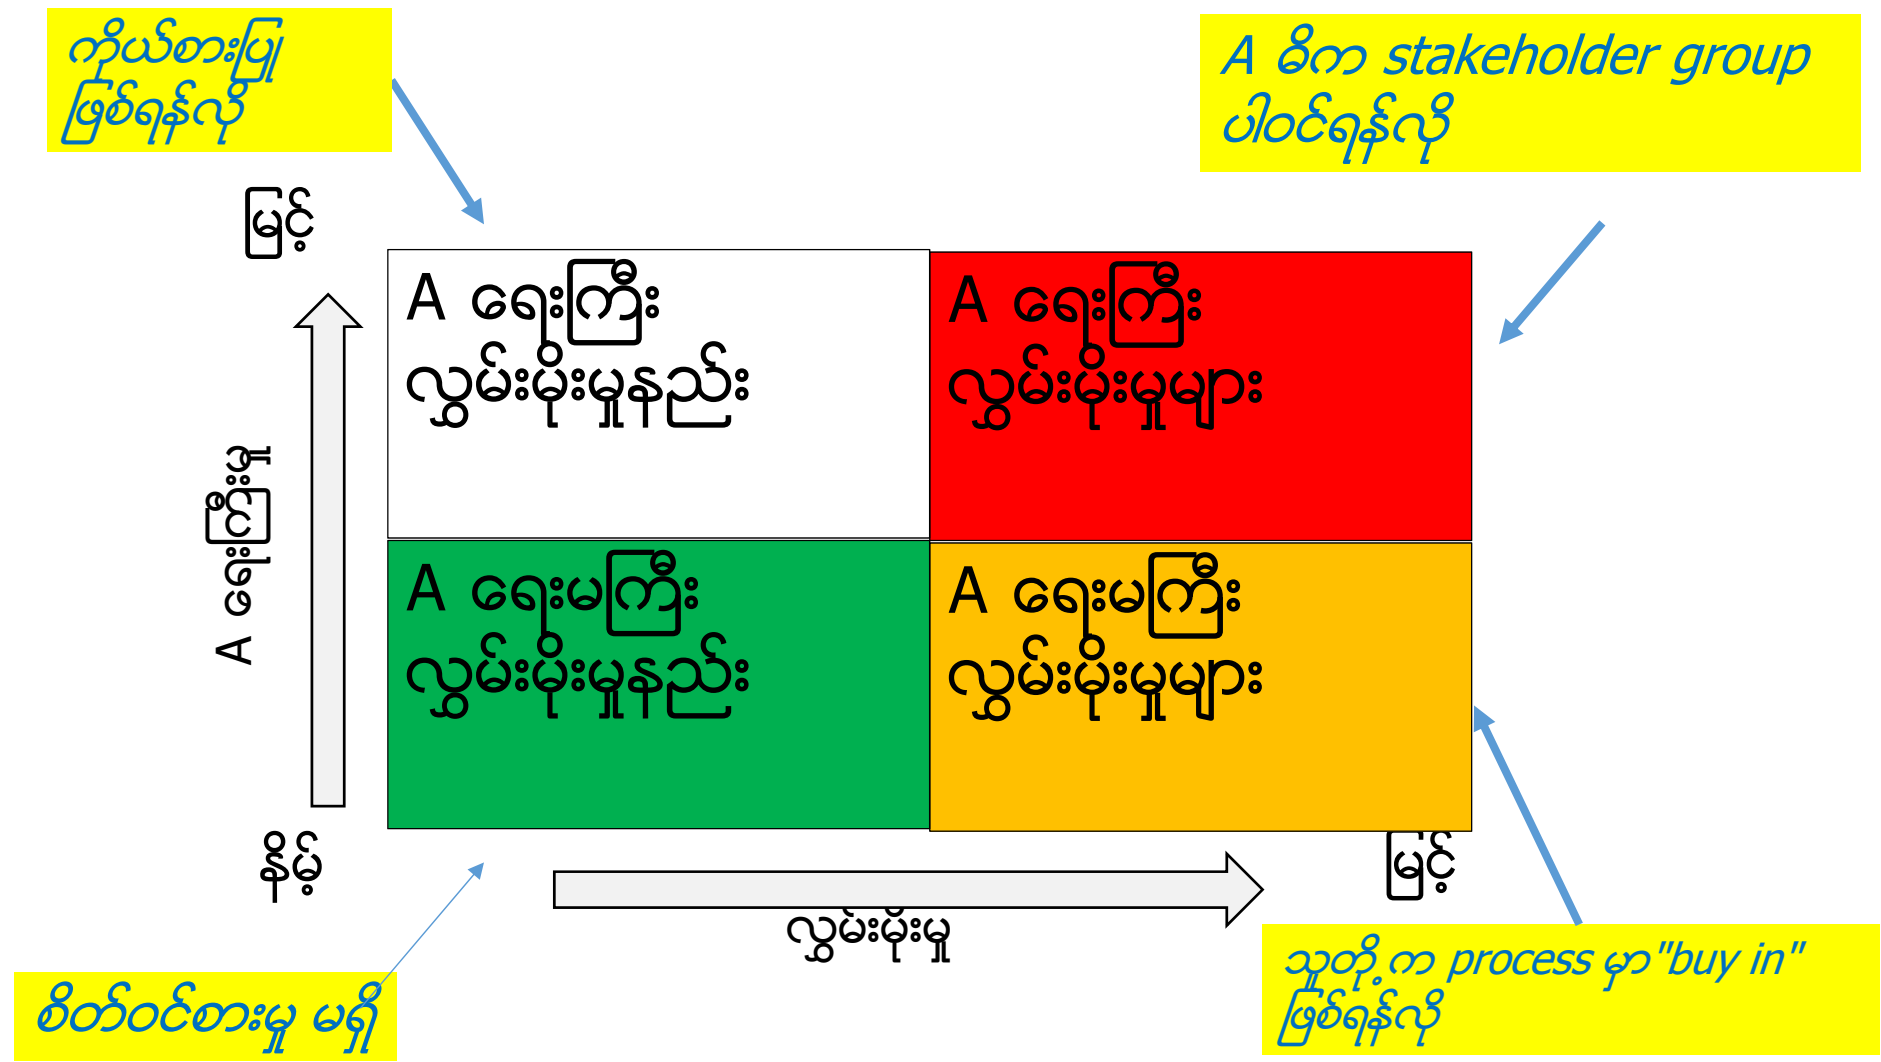 ကိုယ်စားပြု
ဖြစ်ရန်လို
A ဓိက stakeholder group
ပါဝင်ရန်လို
မြင့်
A ရေးကြီး
လွှမ်းမိုးမှုနည်း
A ရေးကြီး
လွှမ်းမိုးမှုများ
A ရေးကြီးမှု
A ရေးမကြီး
လွှမ်းမိုးမှုနည်း
A ရေးမကြီး
လွှမ်းမိုးမှုများ
နိမ့်
မြင့်
လွှမ်းမိုးမှု
စိတ်ဝင်စားမှု မရှိ
သူတို့က process မှာ"buy in"
ဖြစ်ရန်လို